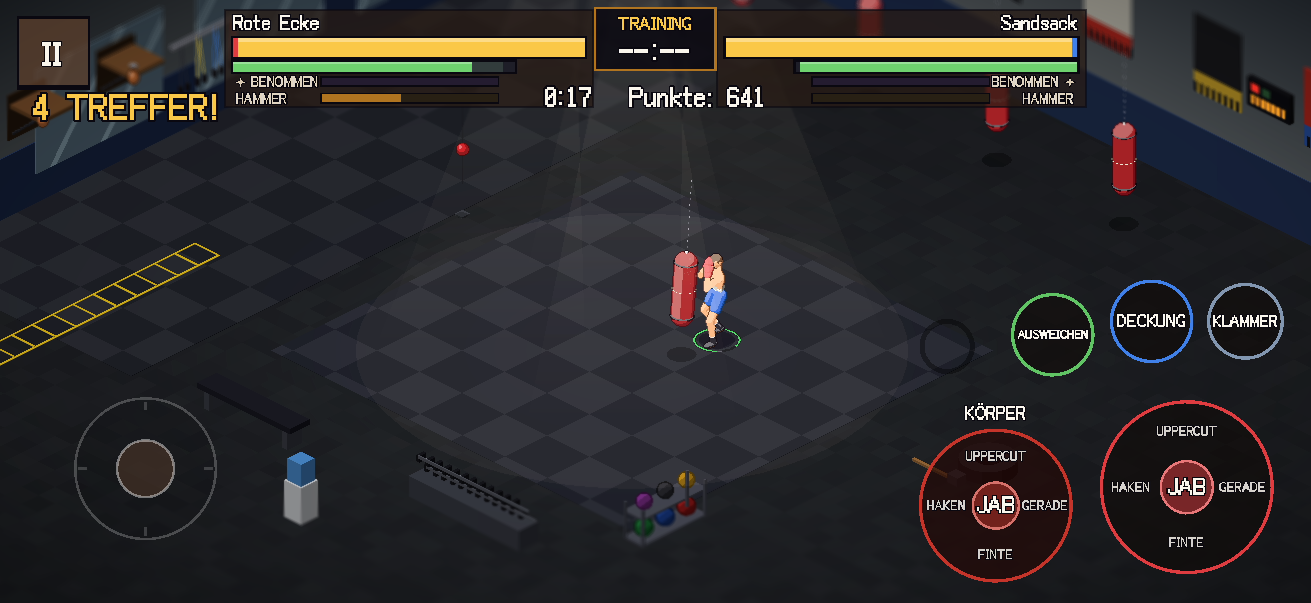 Rote Ecke
TRAINING
Sandsack
--:--
BENOMMEN
BENOMMEN
HAMMER
HAMMER
4 TREFFER!
0:17
Punkte: 641
AUSWEICHEN
DECKUNG
KLAMMER
KÖRPER
UPPERCUT
HAKEN
JAB
GERADE
FINTE
UPPERCUT
HAKEN
JAB
GERADE
FINTE